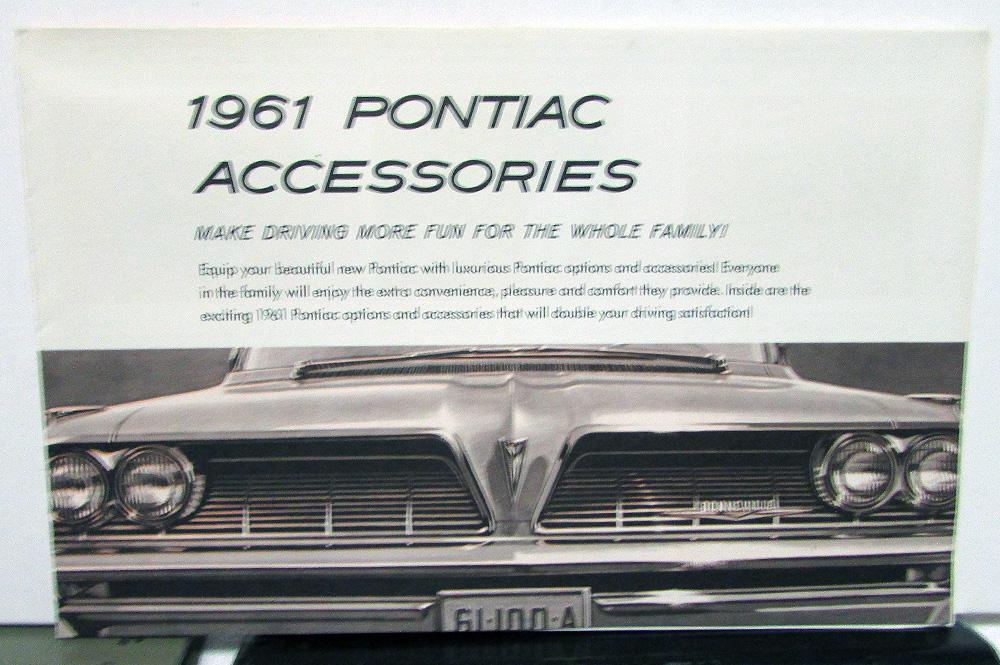 1961 PONTIAC
ACCESSORIES
MAKE DRIVING MORE FUN FOR THE WHOLE FAMILY!
Equip your beautiful new Pontiac with luxurious Pontiac options and accessories! Everyone
in the family will enjoy the extra convenience, pleasure and comfort they provide. Inside are the
exciting 1961 Pontiac options and accessories that will double your driving satisfaction!
61-100-A